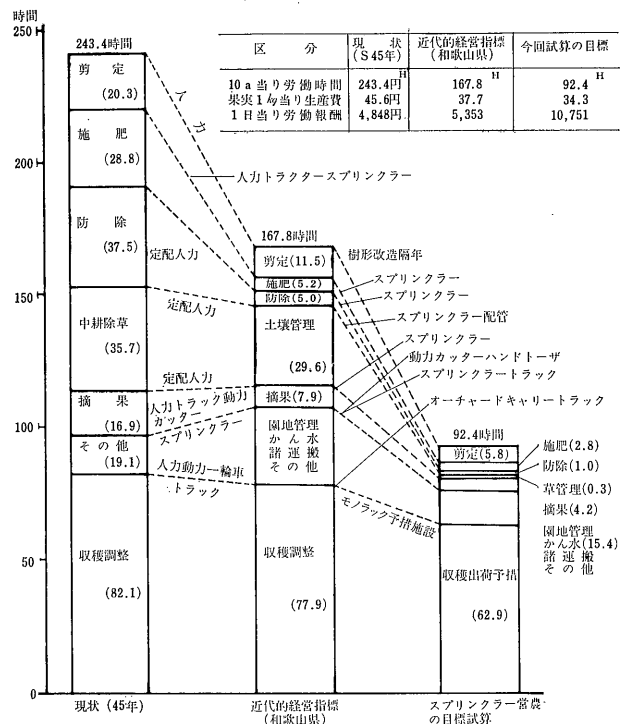 時間
250
200
150
100
50
0
区 分 現 状 (S45年) 近代的経営指標 (和歌山県) 今回試算の目標
10a当り労働時間 243.4H 167.8H 92.4H
果実1kg当り生産費 45.6円 37.7 34.3
1日当り労働報酬 4,848円 5,353 10,751
243.4時間
剪定
(20.3)
施肥
(28.8)
防除
(37.5)
中耕除草
(35.7)
摘果
(16.9)
その他
(19.1)
収穫調整
(82.1)
現状(45年)
人力
人力トラクタースプリンクラー
定配人力
定配人力
定配人力
人力トラック動力
カッター
スプリンクラー
人力動力一輪車
トラック
167.8時間
剪定(11.5)
施肥(5.2)
防除(5.0)
土壌管理
(29.6)
摘果(7.9)
園地管理
かん水
諸運搬
その他
収穫調整
(77.9)
近代的経営指標
(和歌山県)
樹形改造隔年
スプリンクラー
スプリンクラー
スプリンクラー配管
スプリンクラー
動力カッターハンドトーザ
スプリンクラートラック
オーチャードキャリートラック
モノラック予措施設
92.4時間
剪定(5.8)
施肥(2.8)
防除(1.0)
草管理(0.3)
摘果(4.2)
園地管理
かん水(15.4)
諸運搬
その他
収穫出荷予措
(62.9)
スプリンクラー営農
の目標試算